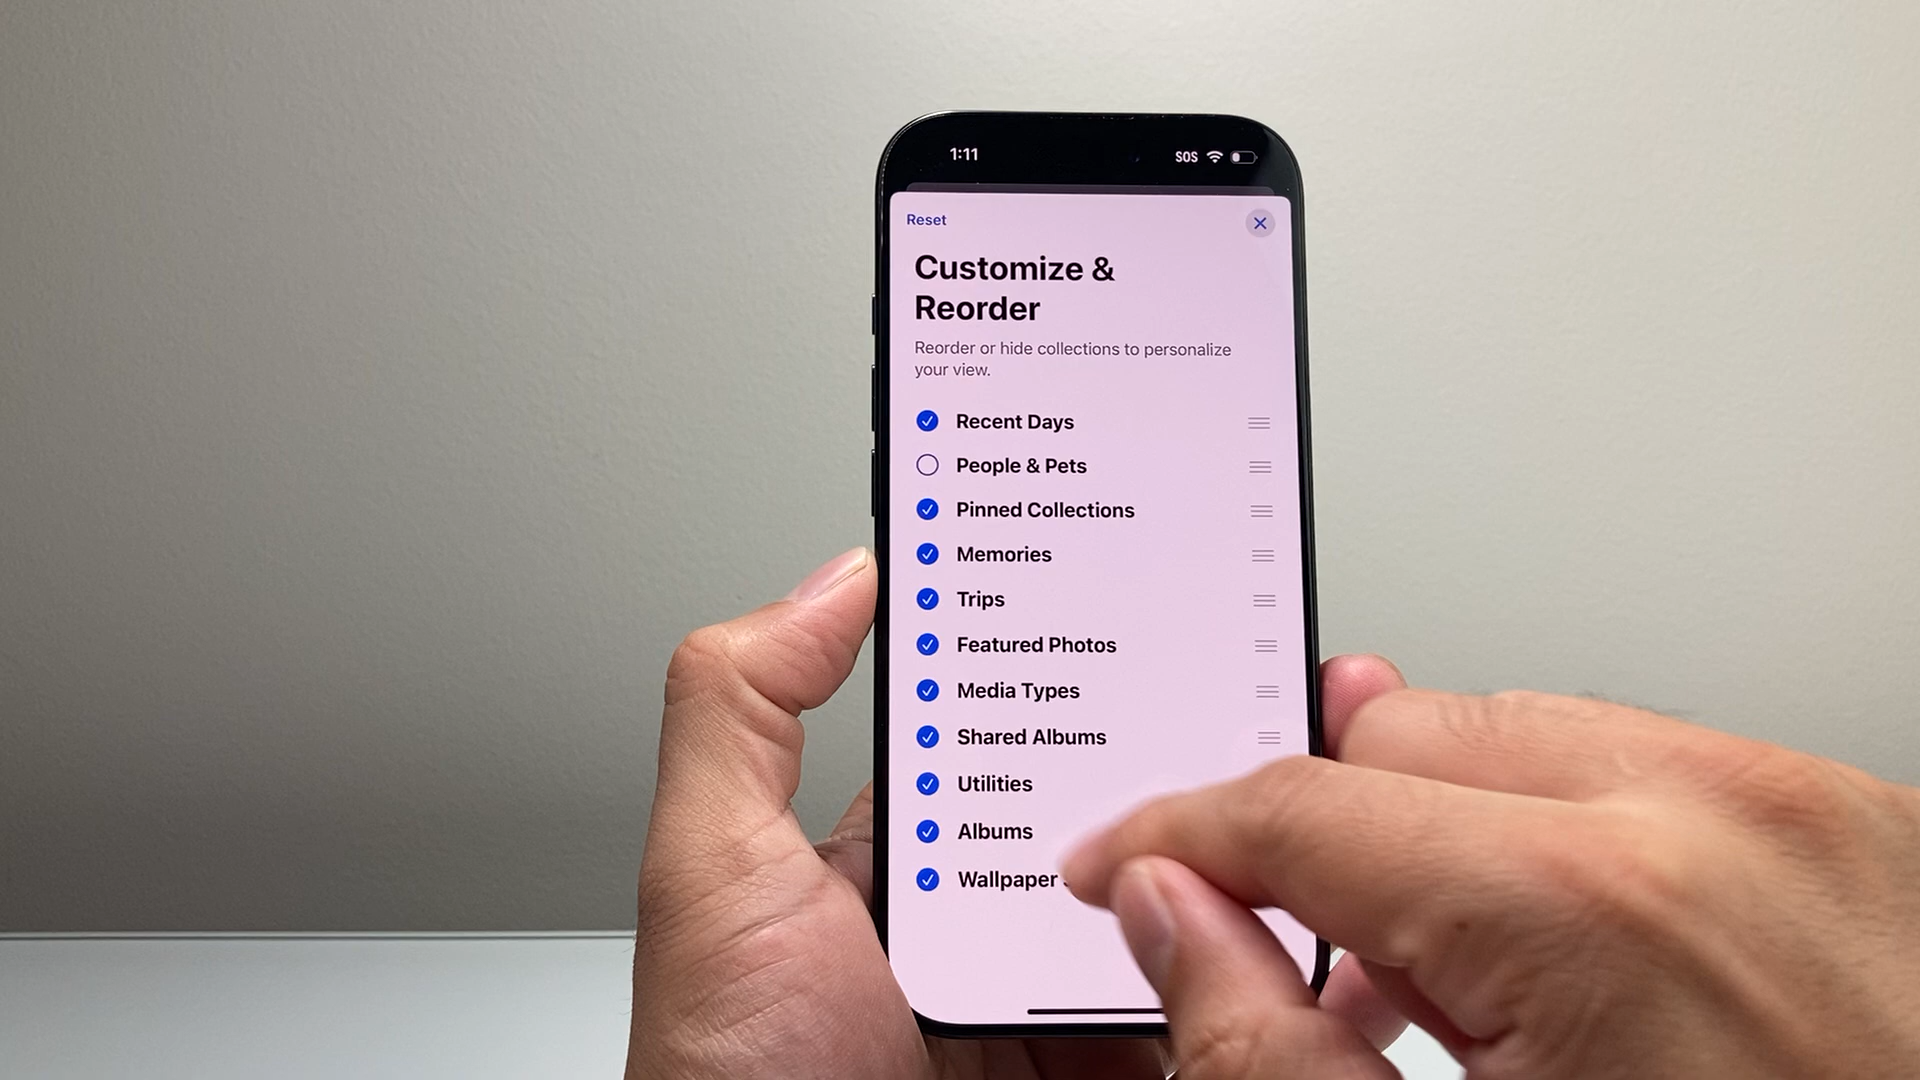 1:11
SOS
Reset
Customize &
Reorder
Reorder or hide collections to personalize
your view.
Recent Days
People & Pets
Pinned Collections
Memories
Trips
Featured Photos
Media Types
Shared Albums
Utilities
Albums
Wallpaper